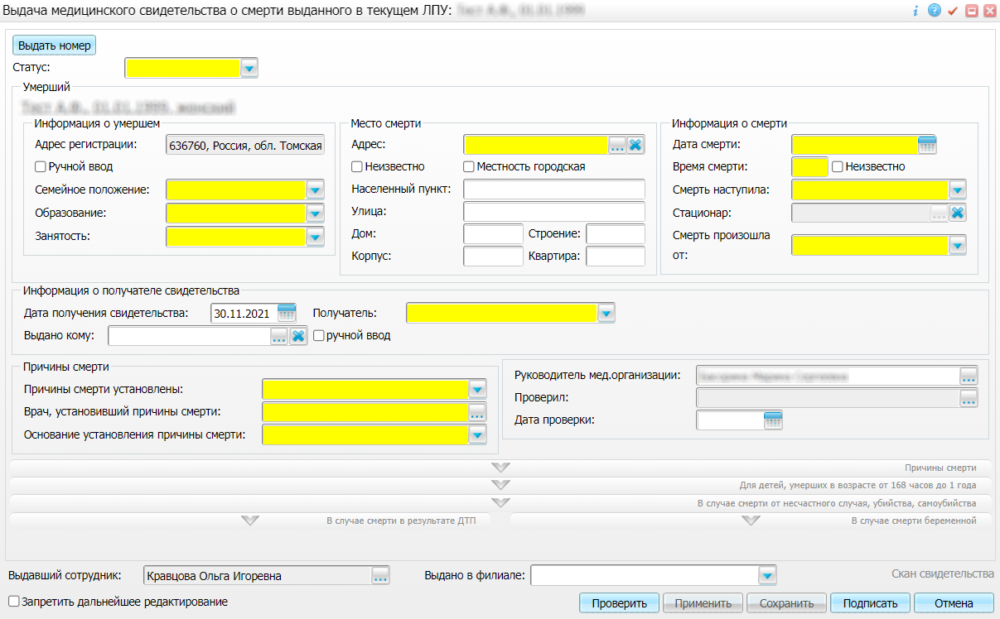 Выдача медицинского свидетельства о смерти выданного в текущем ЛПУ:
Выдать номер
Статус:
Умерший
Информация о умершем
Адрес регистрации: 636760, Россия, обл. Томская
Ручной ввод
Семейное положение:
Образование:
Занятость:
Место смерти
Адрес:
Неизвестно Местность городская
Населенный пункт:
Улица:
Дом: Строение:
Корпус: Квартира:
Информация о смерти
Дата смерти:
Время смерти: Неизвестно
Смерть наступила:
Стационар:
Смерть произошла
от:
Информация о получателе свидетельства
Дата получения свидетельства: 30.11.2021 Получатель:
Выдано кому: ручной ввод
Причины смерти
Причины смерти установлены:
Врач, установивший причины смерти:
Основание установления причины смерти:
Руководитель мед.организации:
Проверил:
Дата проверки:
Причины смерти
Для детей, умерших в возрасте от 168 часов до 1 года
В случае смерти от несчастного случая, убийства, самоубийства
В случае смерти в результате ДТП
В случае смерти беременной
Выдавший сотрудник: Кравцова Ольга Игоревна Выдано в филиале: Скан свидетельства
Запретить дальнейшее редактирование
Проверить Применить Сохранить Подписать Отмена